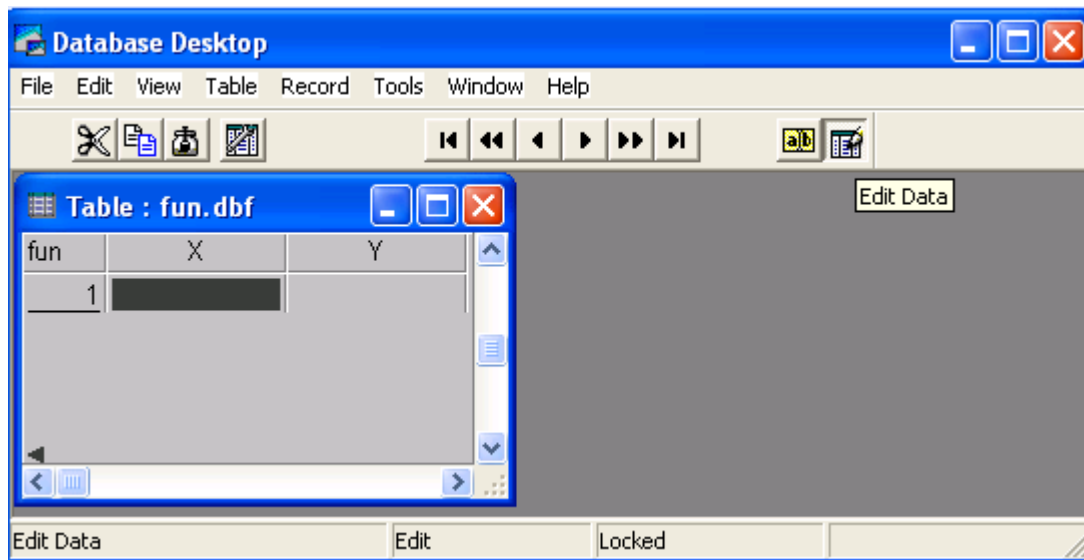 Database Desktop
File Edit View Table Record Tools Window Help
a b
Edit Data
Table : fun.dbf
fun X Y
1
Edit Data Edit Locked